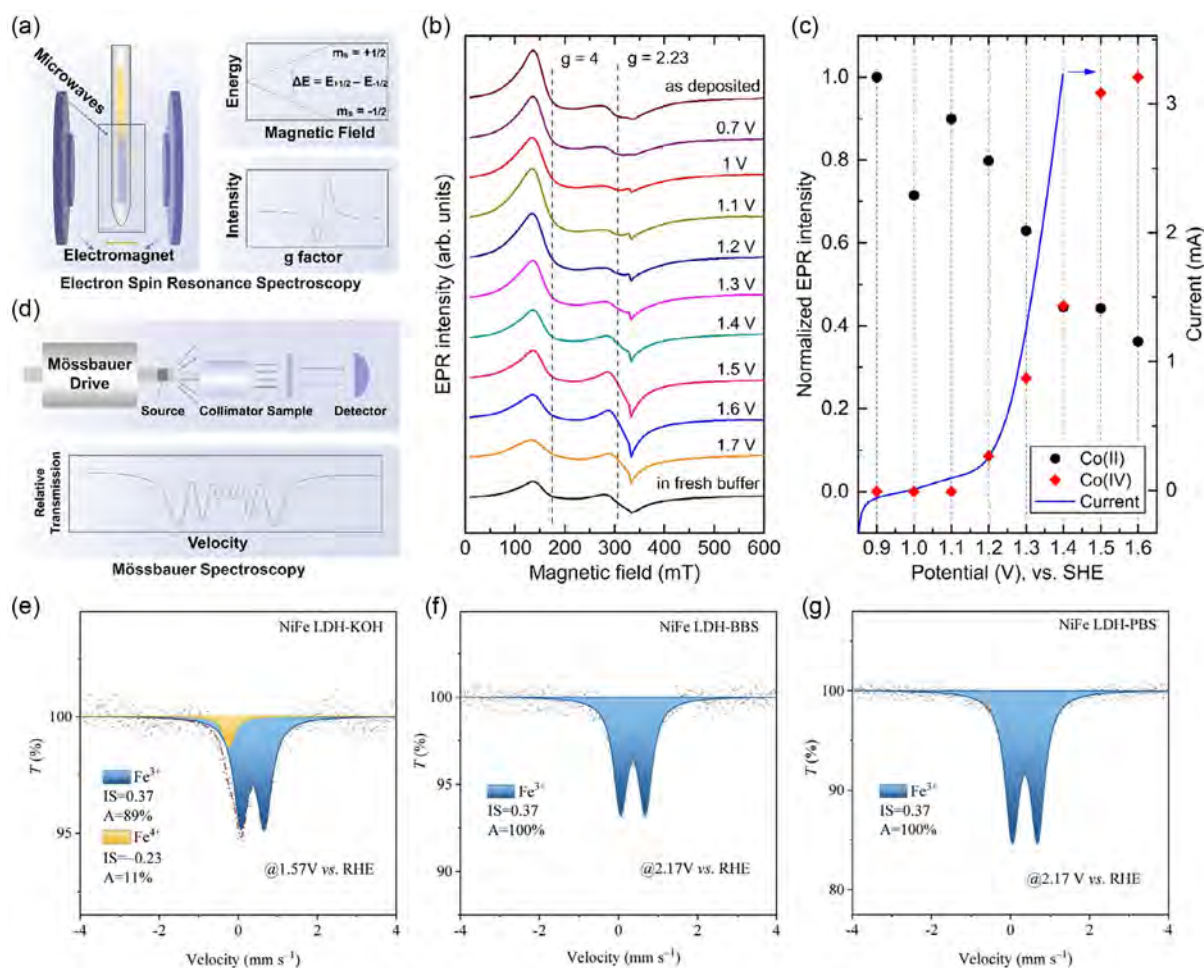 (a)
Microwaves
Electromagnet
Energy
mₛ = +1/2
ΔE = E₊₁/₂ − E₋₁/₂
mₛ = −1/2
Magnetic Field
Intensity
g factor
Electron Spin Resonance Spectroscopy
(b)
g = 4
g = 2.23
as deposited
0.7 V
1 V
1.1 V
1.2 V
1.3 V
1.4 V
1.5 V
1.6 V
1.7 V
in fresh buffer
EPR intensity (arb. units)
0 100 200 300 400 500 600
Magnetic field (mT)
(c)
Normalized EPR intensity
1.0
0.8
0.6
0.4
0.2
0.0
3
2
1
0
Current (mA)
Co(II)
Co(IV)
Current
0.9 1.0 1.1 1.2 1.3 1.4 1.5 1.6
Potential (V), vs. SHE
(d)
Mössbauer
Drive
Source Collimator Sample
Detector
Relative
Transmission
Velocity
Mössbauer Spectroscopy
(e)
NiFe LDH-KOH
T (%)
100
95
Fe³⁺
IS=0.37
A=89%
Fe⁴⁺
IS=−0.23
A=11%
@1.57V vs. RHE
-4 -2 0 2 4
Velocity (mm s⁻¹)
(f)
NiFe LDH-BBS
T (%)
100
95
90
Fe³⁺
IS=0.37
A=100%
@2.17V vs. RHE
-4 -2 0 2 4
Velocity (mm s⁻¹)
(g)
NiFe LDH-PBS
T (%)
100
90
80
Fe³⁺
IS=0.37
A=100%
@2.17 V vs. RHE
-4 -2 0 2 4
Velocity (mm s⁻¹)